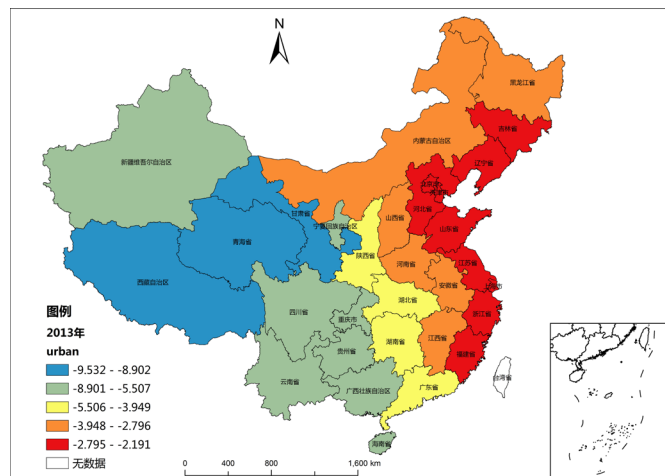 N
黑龙江省
吉林省
内蒙古自治区
辽宁省
新疆维吾尔自治区
北京市
河北省
甘肃省
宁夏回族自治区
山西省
山东省
青海省
陕西省
河南省
江苏省
西藏自治区
安徽省
上海市
湖北省
四川省
重庆市
浙江省
湖南省
江西省
贵州省
福建省
云南省
广西壮族自治区
广东省
台湾省
海南省
图例
2013年
urban
-9.532 - -8.902
-8.901 - -5.507
-5.506 - -3.949
-3.948 - -2.796
-2.795 - -2.191
无数据
0 400 800 1,600 km